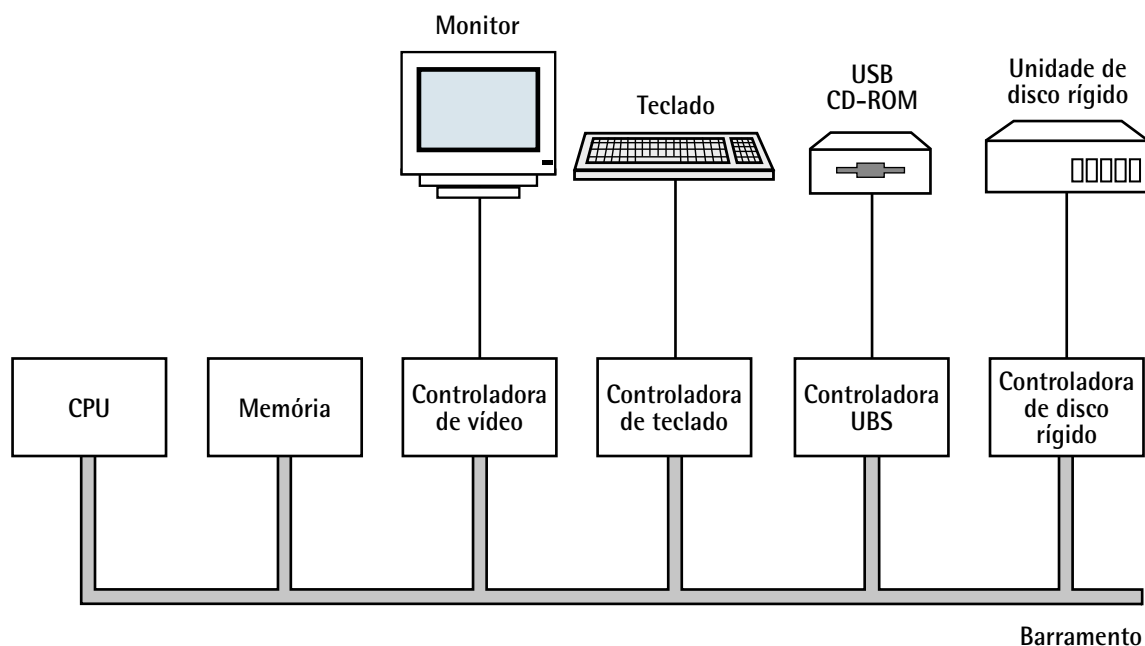 Monitor
Teclado
USB
CD-ROM
Unidade de
disco rígido
CPU
Memória
Controladora
de vídeo
Controladora
de teclado
Controladora
UBS
Controladora
de disco
rígido
Barramento